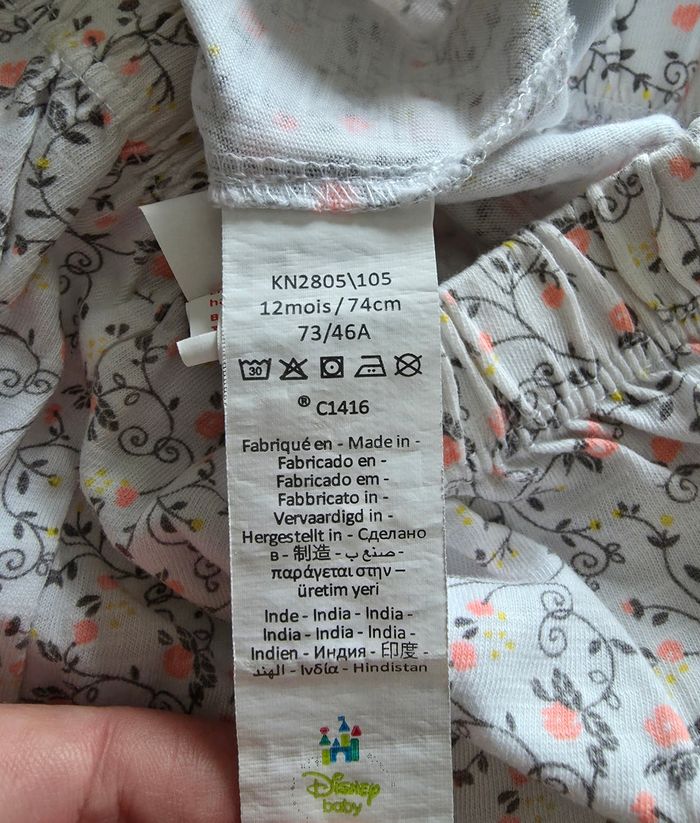 KN2805\105
12mois/74cm
73/46A
30
® C1416
Fabriqué en - Made in -
Fabricado en -
Fabricado em -
Fabbricato in -
Vervaardigd in -
Hergestellt in - Сделано
в - 制造 - صنع ب -
παράγεται στην –
üretim yeri
Inde - India - India -
India - India - India -
Indien - Индия - 印度 -
الهند - Ινδία - Hindistan
Disney
baby